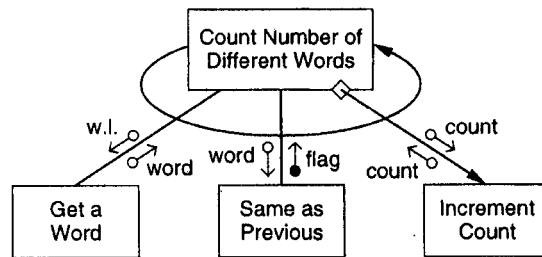 Count Number of
Different Words
w.l.
word
word
flag
count
count
Get a
Word
Same as
Previous
Increment
Count